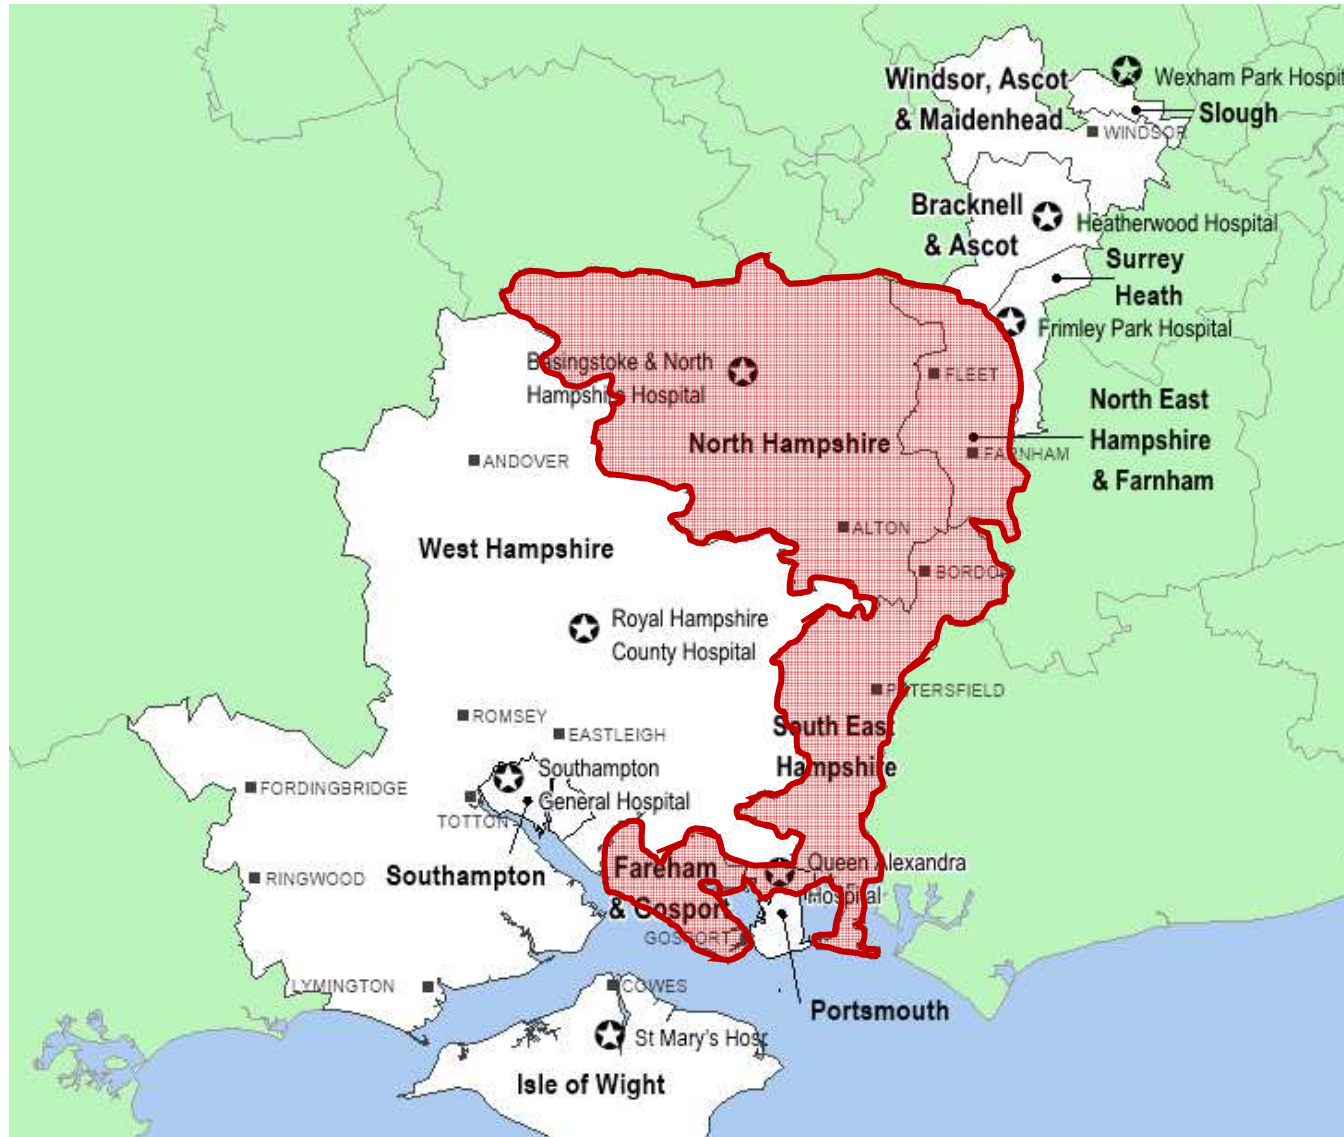 Windsor, Ascot
& Maidenhead
Wexham Park Hospit
Slough
WINDSOR
Bracknell
& Ascot
Heatherwood Hospital
Surrey
Heath
Frimley Park Hospital
Basingstoke & North
Hampshire Hospital
FLEET
North East
Hampshire
& Farnham
North Hampshire
FARNHAM
ANDOVER
ALTON
West Hampshire
BORDON
Royal Hampshire
County Hospital
PETERSFIELD
ROMSEY
EASTLEIGH
South East
Hampshire
Southampton
General Hospital
FORDINGBRIDGE
TOTTON
Southampton
RINGWOOD
Fareham
& Gosport
Queen Alexandra
Hospital
GOSPORT
LYMINGTON
COWES
Portsmouth
St Mary's Hosp
Isle of Wight